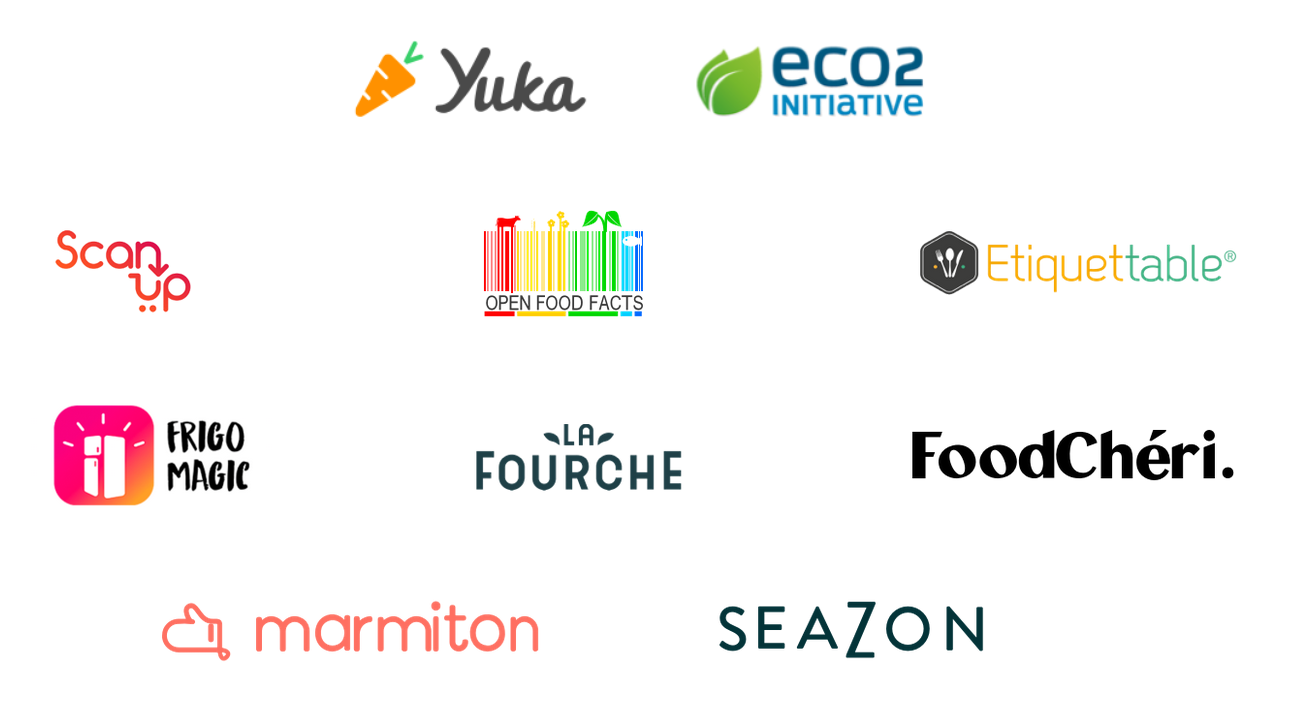 Yuka
eco2
INITIATIVE
Scan
up
OPEN FOOD FACTS
Etiquettable®
FRIGO
MAGIC
LA
FOURCHE
FoodChéri.
marmiton
SEAZON